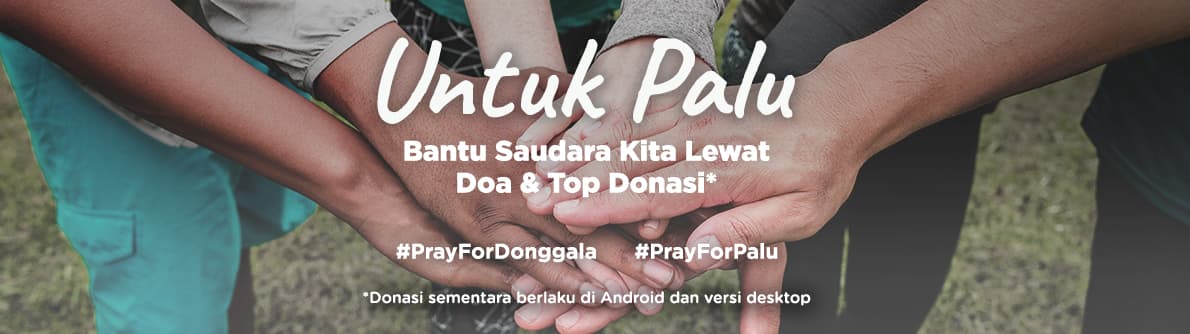 Untuk Palu
Bantu Saudara Kita Lewat
Doa & Top Donasi*
#PrayForDonggala #PrayForPalu
*Donasi sementara berlaku di Android dan versi desktop